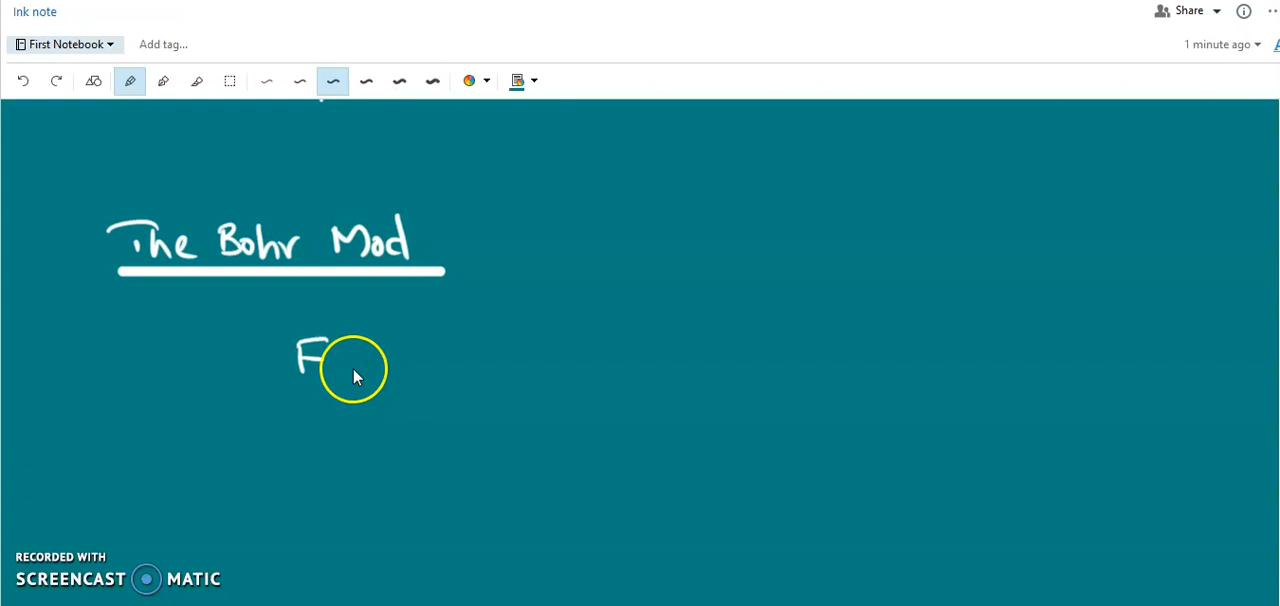 Ink note
Share
First Notebook
Add tag...
1 minute ago
The Bohr Mod
F
RECORDED WITH
SCREENCAST MATIC